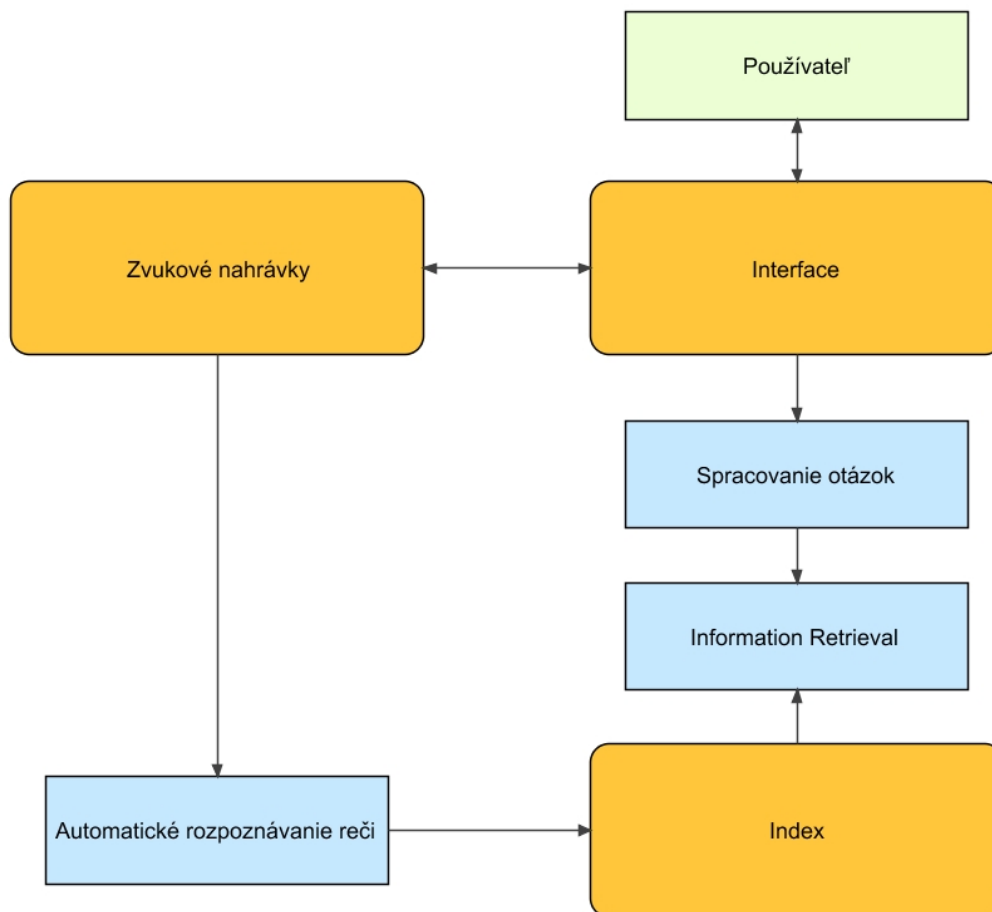 Používateľ
Zvukové nahrávky
Interface
Spracovanie otázok
Information Retrieval
Automatické rozpoznávanie reči
Index